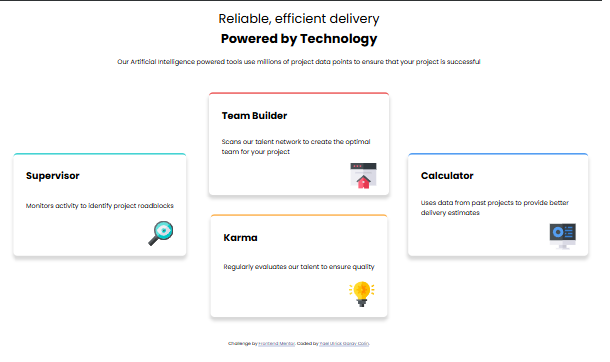 Reliable, efficient delivery
Powered by Technology
Our Artificial Intelligence powered tools use millions of project data points to ensure that your project is successful
Supervisor
Monitors activity to identify project roadblocks
Team Builder
Scans our talent network to create the optimal
team for your project
Karma
Regularly evaluates our talent to ensure quality
Calculator
Uses data from past projects to provide better
delivery estimates
Challenge by Frontend Mentor. Coded by